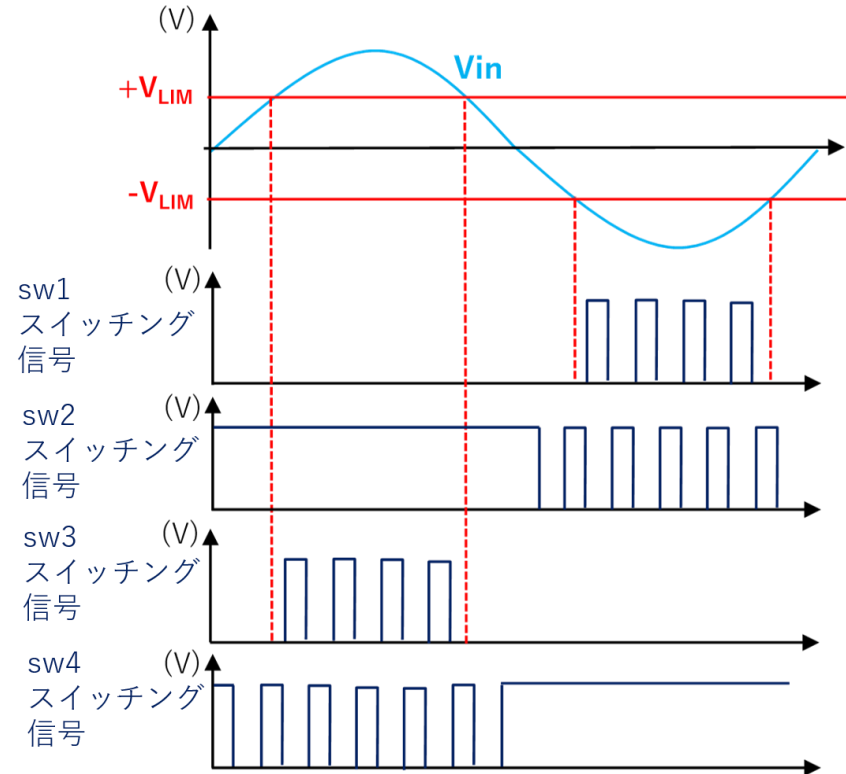 (V)
Vin
+VLIM
-VLIM
(V)
sw1
スイッチング
信号
(V)
sw2
スイッチング
信号
(V)
sw3
スイッチング
信号
(V)
sw4
スイッチング
信号